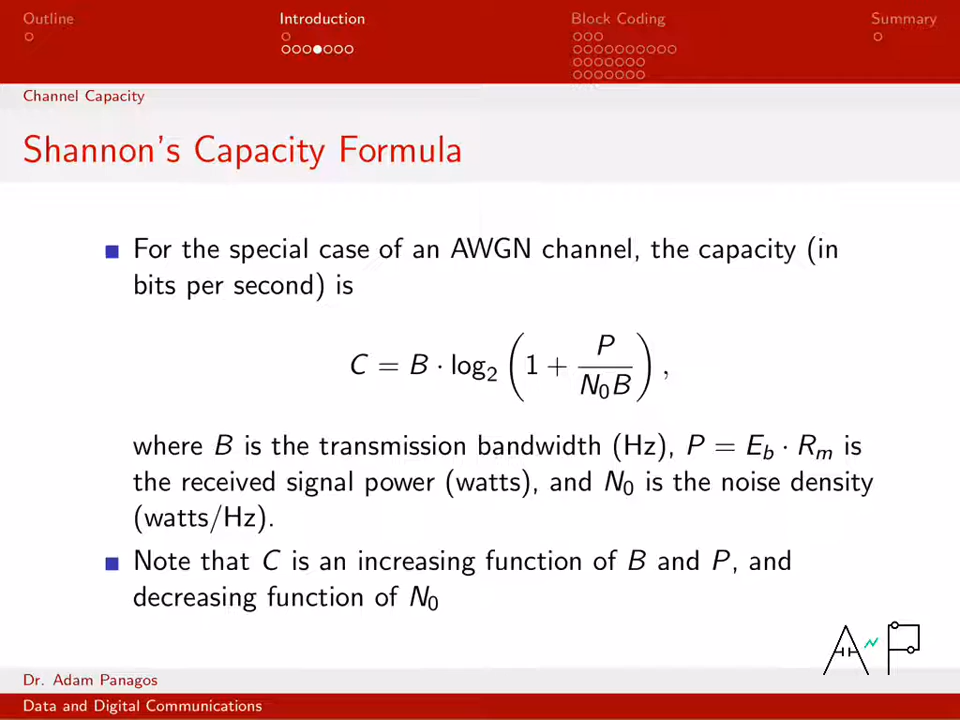 Outline
Introduction
Block Coding
Summary
Channel Capacity
Shannon's Capacity Formula
For the special case of an AWGN channel, the capacity (in
bits per second) is
C = B · log₂ (1 + P / N₀B) ,
where B is the transmission bandwidth (Hz), P = E_b · R_m is
the received signal power (watts), and N₀ is the noise density
(watts/Hz).
Note that C is an increasing function of B and P, and
decreasing function of N₀
AP
Dr. Adam Panagos
Data and Digital Communications